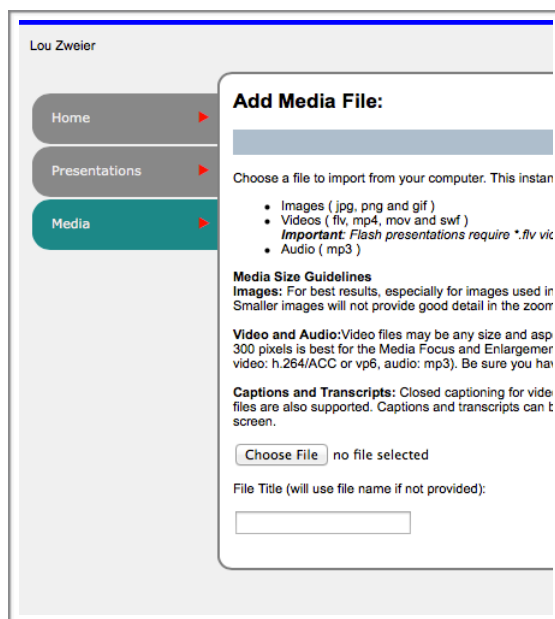 Lou Zweier
Home
Presentations
Media
Add Media File:
Choose a file to import from your computer. This instan
• Images ( jpg, png and gif )
• Videos ( flv, mp4, mov and swf )
Important: Flash presentations require *.flv vid
• Audio ( mp3 )
Media Size Guidelines
Images: For best results, especially for images used in
Smaller images will not provide good detail in the zoom
Video and Audio:Video files may be any size and aspe
300 pixels is best for the Media Focus and Enlargemen
video: h.264/ACC or vp6, audio: mp3). Be sure you hav
Captions and Transcripts: Closed captioning for vide
files are also supported. Captions and transcripts can b
screen.
Choose File no file selected
File Title (will use file name if not provided):